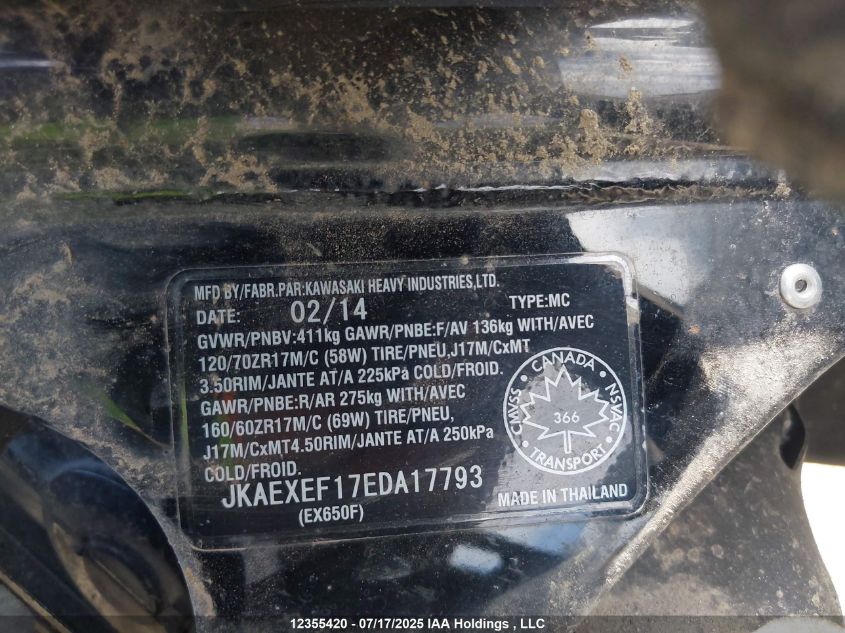 MFD BY/FABR.PAR:KAWASAKI HEAVY INDUSTRIES,LTD.
DATE: 02/14 TYPE:MC
GVWR/PNBV:411kg GAWR/PNBE:F/AV 136kg WITH/AVEC
120/70ZR17M/C (58W) TIRE/PNEU,J17M/CxMT
3.50RIM/JANTE AT/A 225kPa COLD/FROID.
GAWR/PNBE:R/AR 275kg WITH/AVEC
160/60ZR17M/C (69W) TIRE/PNEU,
J17M/CxMT4.50RIM/JANTE AT/A 250kPa
COLD/FROID.
JKAEXEF17EDA17793
(EX650F)
CMVSS · CANADA · NSVAC
366
TRANSPORT
MADE IN THAILAND
12355420 - 07/17/2025 IAA Holdings , LLC